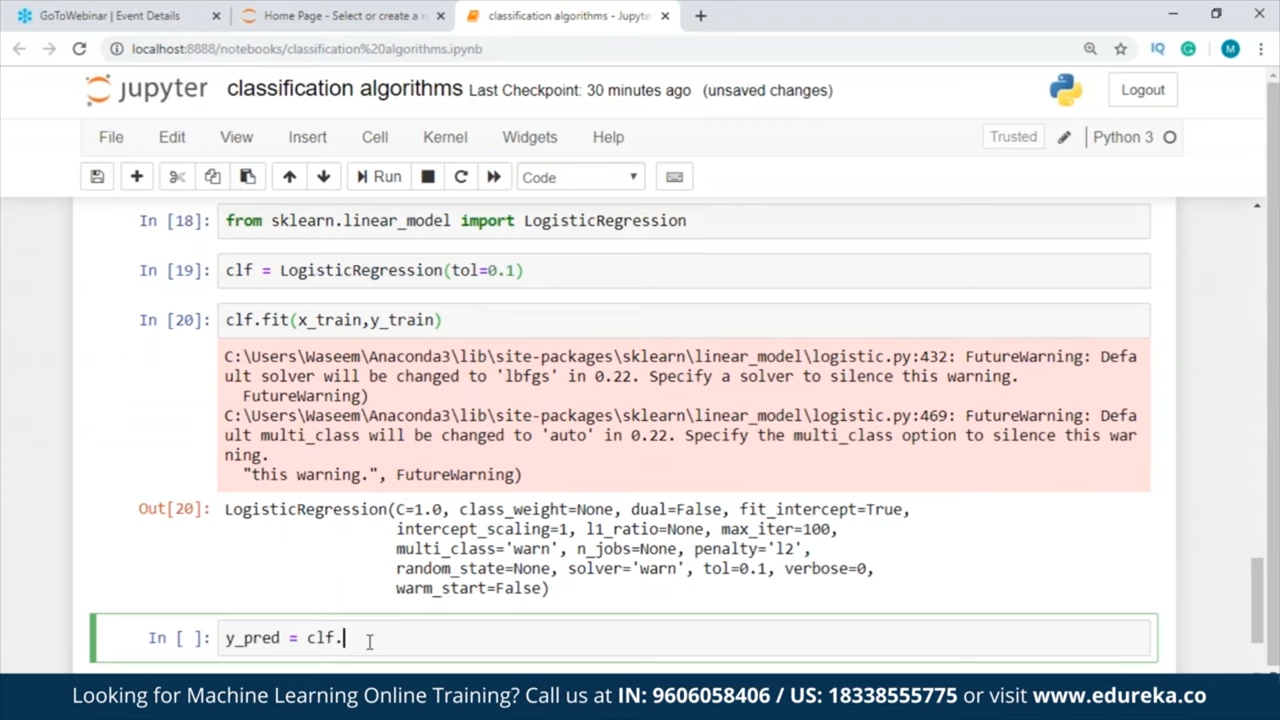 GoToWebinar | Event Details
Home Page - Select or create a n
classification algorithms - Jupyte
localhost:8888/notebooks/classification%20algorithms.ipynb
IQ
G
M
jupyter classification algorithms Last Checkpoint: 30 minutes ago (unsaved changes)
Logout
File Edit View Insert Cell Kernel Widgets Help
Trusted
Python 3
Run
Code
In [18]: from sklearn.linear_model import LogisticRegression
In [19]: clf = LogisticRegression(tol=0.1)
In [20]: clf.fit(x_train,y_train)
C:\Users\Waseem\Anaconda3\lib\site-packages\sklearn\linear_model\logistic.py:432: FutureWarning: Defa
ult solver will be changed to 'lbfgs' in 0.22. Specify a solver to silence this warning.
FutureWarning)
C:\Users\Waseem\Anaconda3\lib\site-packages\sklearn\linear_model\logistic.py:469: FutureWarning: Defa
ult multi_class will be changed to 'auto' in 0.22. Specify the multi_class option to silence this war
ning.
"this warning.", FutureWarning)
Out[20]: LogisticRegression(C=1.0, class_weight=None, dual=False, fit_intercept=True,
intercept_scaling=1, l1_ratio=None, max_iter=100,
multi_class='warn', n_jobs=None, penalty='l2',
random_state=None, solver='warn', tol=0.1, verbose=0,
warm_start=False)
In [ ]: y_pred = clf.
Looking for Machine Learning Online Training? Call us at IN: 9606058406 / US: 18338555775 or visit www.edureka.co